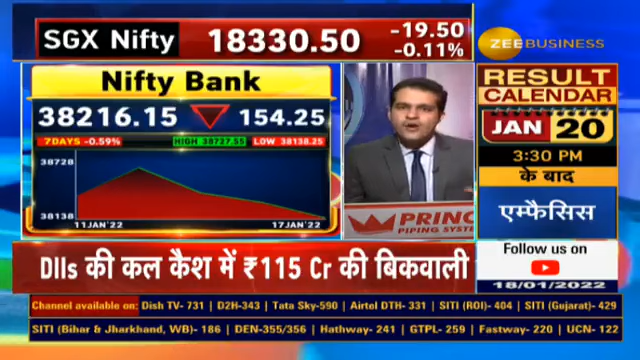 SGX Nifty 18330.50 -19.50
-0.11%
ZEE BUSINESS
Nifty Bank
38216.15 154.25
7DAYS -0.59% HIGH 38727.55 LOW 38138.25
38728
38138
11JAN'22 17JAN'22
RESULT
CALENDAR
JAN 20
3:30 PM
के बाद
एम्फैसिस
PRINC
PIPING SYSTEM
DIIs की कल कैश में ₹115 Cr की बिकवाली
Follow us on
18/01/2022
Channel available on: Dish TV- 731 | D2H-343 | Tata Sky-590 | Airtel DTH- 331 | SITI (ROI)- 404 | SITI (Gujarat)- 429
SITI (Bihar & Jharkhand, WB)- 186 | DEN-355/356 | Hathway- 241 | GTPL- 259 | Fastway- 220 | UCN- 122